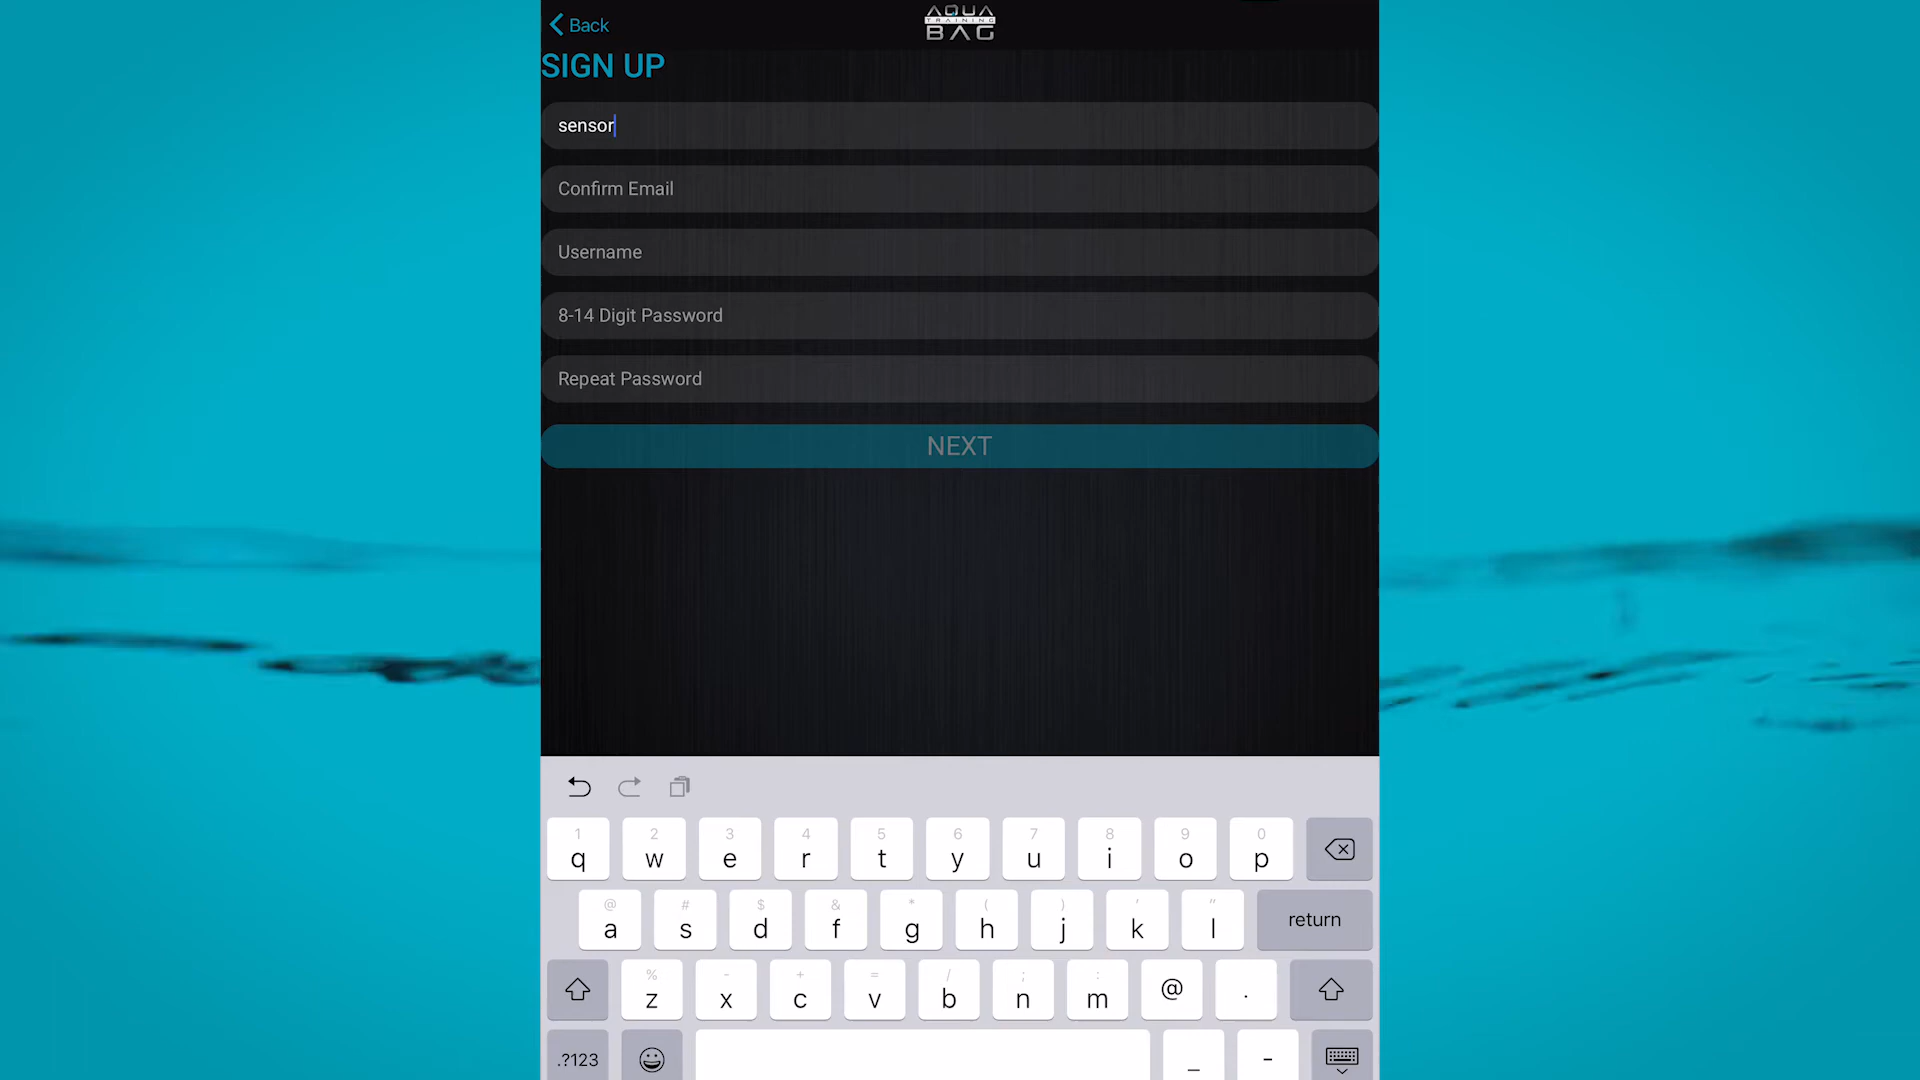 Back
AQUA
TRAINING
BAG
SIGN UP
sensor
Confirm Email
Username
8-14 Digit Password
Repeat Password
NEXT
1 2 3 4 5 6 7 8 9 0
q w e r t y u i o p
@ # $ & * ( ) ' "
a s d f g h j k l return
% - + = / ; :
z x c v b n m @ .
.?123 _ -